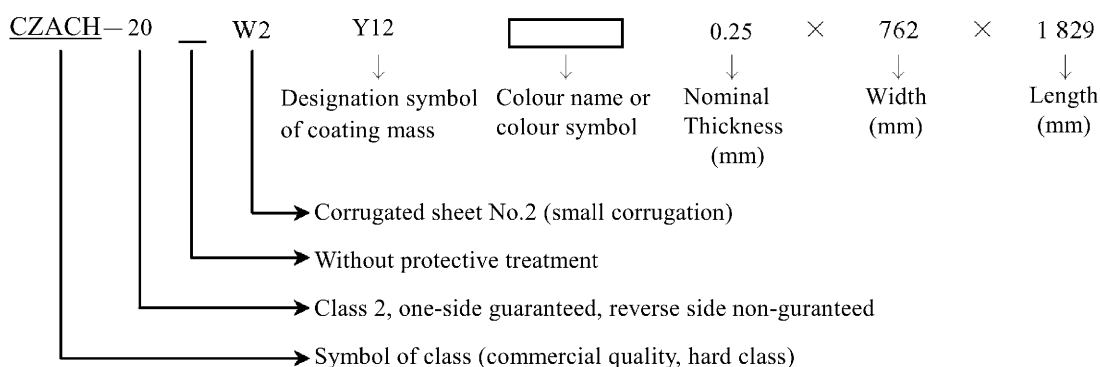 CZACH—20 _ W2 Y12 0.25 × 762 × 1 829
Designation symbol of coating mass
Colour name or colour symbol
Nominal Thickness (mm)
Width (mm)
Length (mm)
Corrugated sheet No.2 (small corrugation)
Without protective treatment
Class 2, one-side guaranteed, reverse side non-guranteed
Symbol of class (commercial quality, hard class)